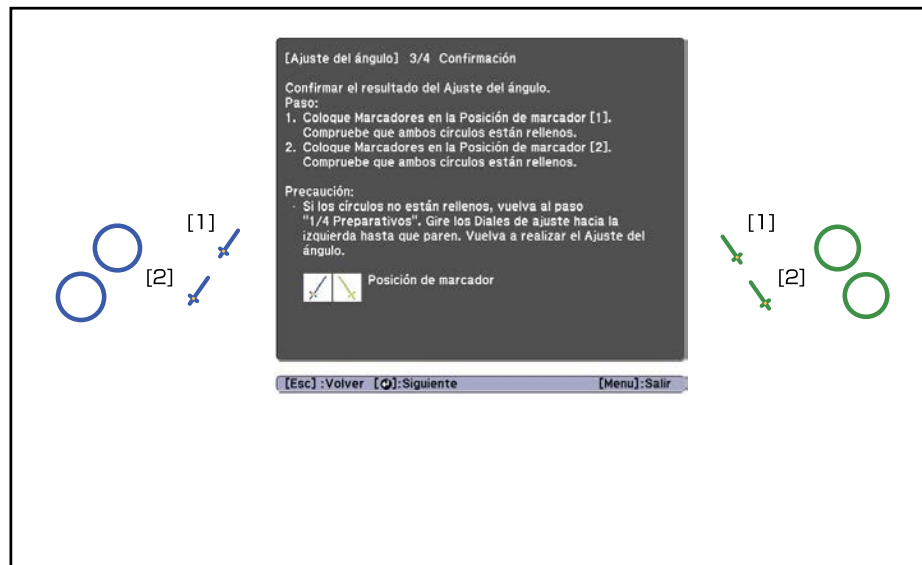 [Ajuste del ángulo] 3/4 Confirmación
Confirmar el resultado del Ajuste del ángulo.
Paso:
1. Coloque Marcadores en la Posición de marcador [1].
Compruebe que ambos círculos están rellenos.
2. Coloque Marcadores en la Posición de marcador [2].
Compruebe que ambos círculos están rellenos.
Precaución:
· Si los círculos no están rellenos, vuelva al paso
"1/4 Preparativos". Gire los Diales de ajuste hacia la
izquierda hasta que paren. Vuelva a realizar el Ajuste del
ángulo.
Posición de marcador
[1]
[2]
[1]
[2]
[Esc] :Volver [↵]:Siguiente [Menu]:Salir